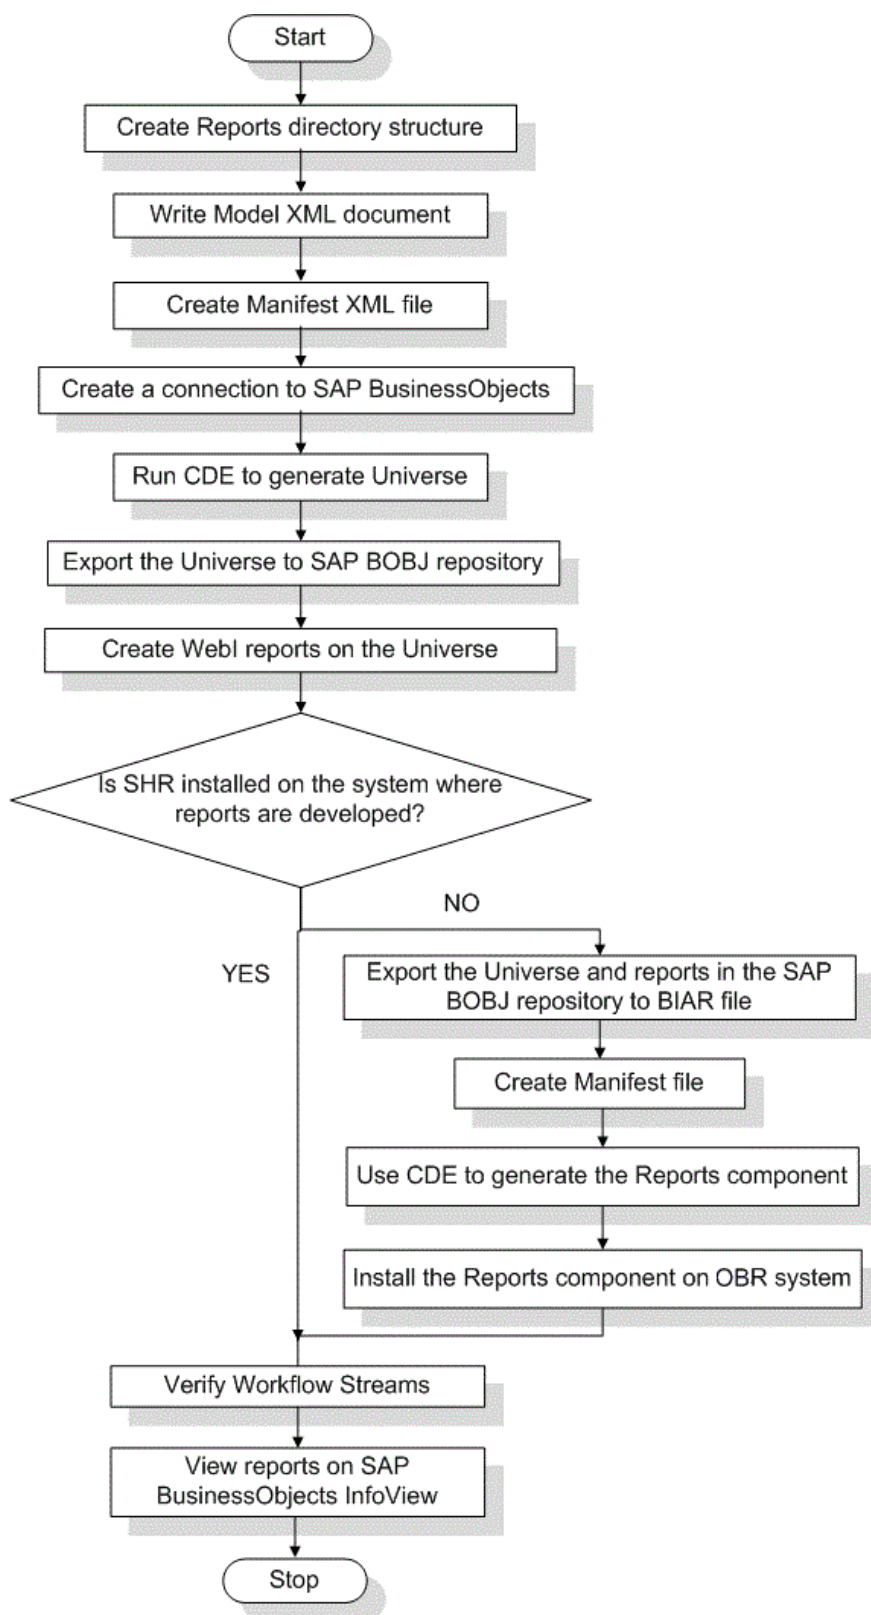 Start
Create Reports directory structure
Write Model XML document
Create Manifest XML file
Create a connection to SAP BusinessObjects
Run CDE to generate Universe
Export the Universe to SAP BOBJ repository
Create WebI reports on the Universe
Is SHR installed on the system where
reports are developed?
NO
YES
Export the Universe and reports in the SAP
BOBJ repository to BIAR file
Create Manifest file
Use CDE to generate the Reports component
Install the Reports component on OBR system
Verify Workflow Streams
View reports on SAP
BusinessObjects InfoView
Stop